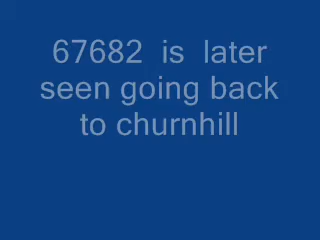 67682 is later
seen going back
to churnhill